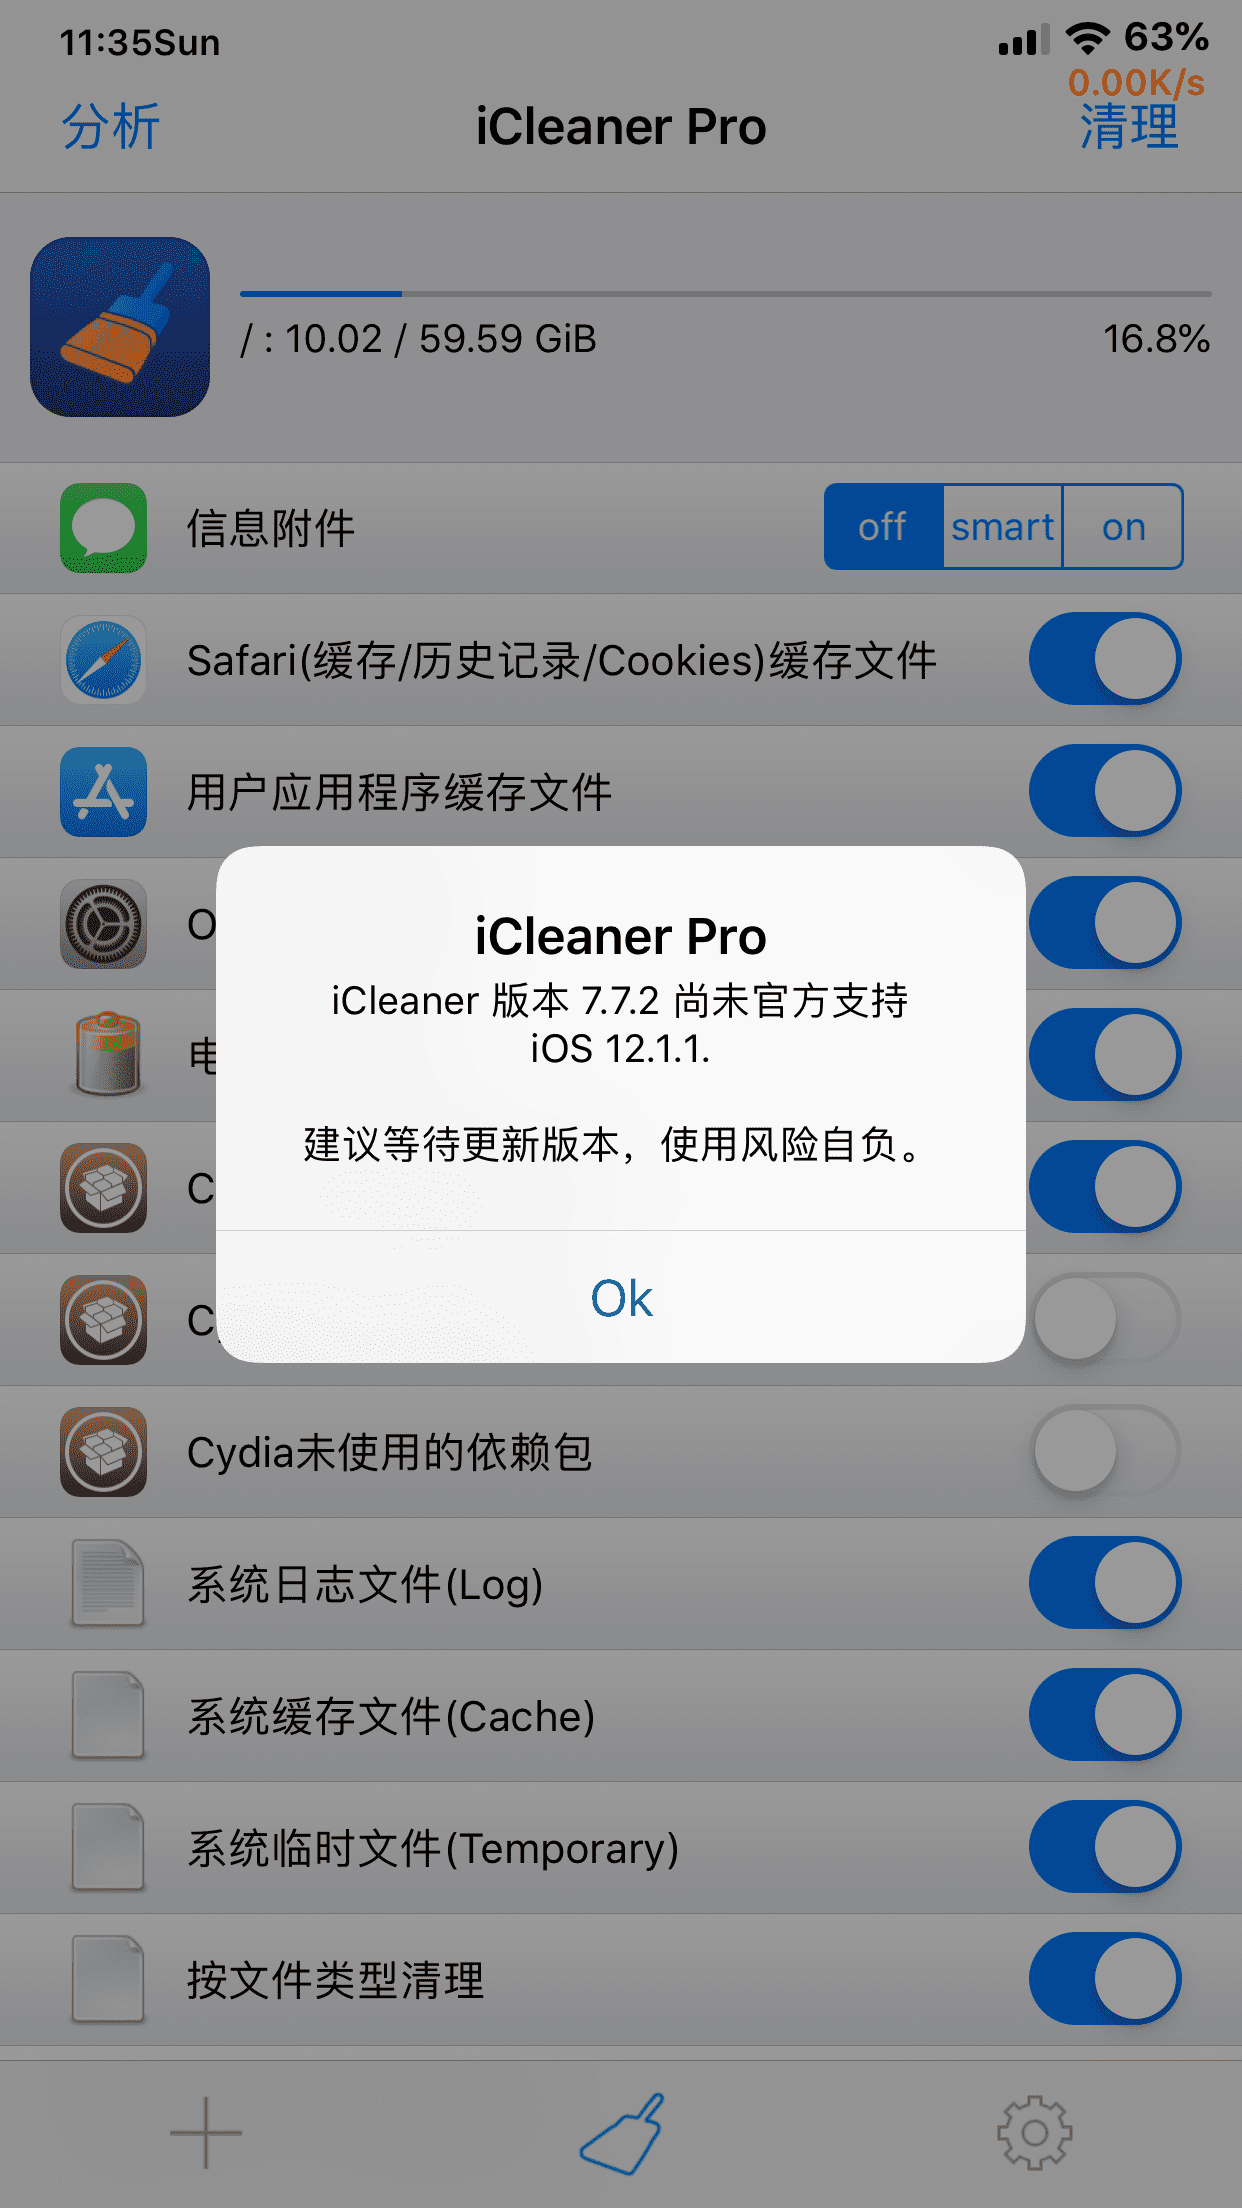 11:35Sun
63%
0.00K/s
分析
iCleaner Pro
清理
/ : 10.02 / 59.59 GiB
16.8%
信息附件
off
smart
on
Safari(缓存/历史记录/Cookies)缓存文件
用户应用程序缓存文件
O
iCleaner Pro
iCleaner 版本 7.7.2 尚未官方支持
iOS 12.1.1.
电
建议等待更新版本，使用风险自负。
C
Ok
Cy
Cydia未使用的依赖包
系统日志文件(Log)
系统缓存文件(Cache)
系统临时文件(Temporary)
按文件类型清理